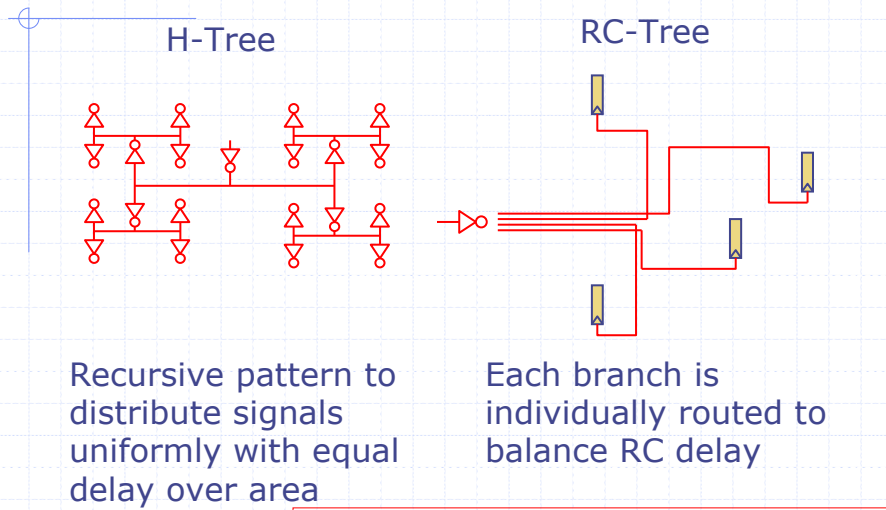 H-Tree
RC-Tree
Recursive pattern to
distribute signals
uniformly with equal
delay over area
Each branch is
individually routed to
balance RC delay